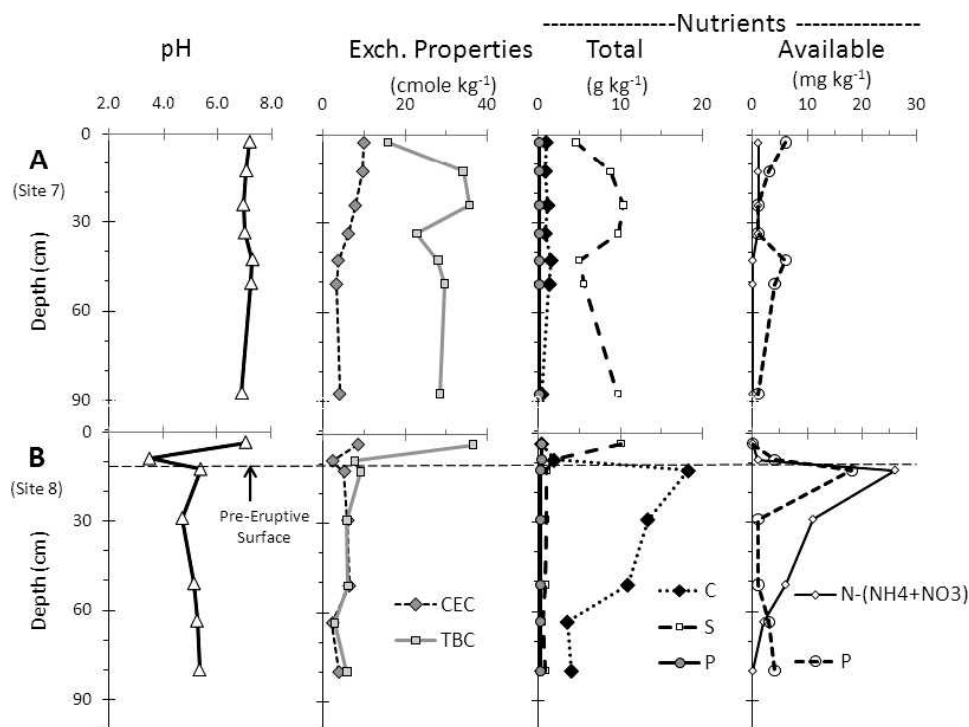 ---------------Nutrients---------------
pH Exch. Properties Total Available
(cmole kg-1) (g kg-1) (mg kg-1)
2.0 4.0 6.0 8.0 0 20 40 0 10 20 0 10 20 30
0
A
(Site 7)
30
Depth (cm)
60
90
0
B
(Site 8)
Pre-Eruptive
Surface
30
Depth (cm)
60
90
CEC
TBC
C
S
P
N-(NH4+NO3)
P